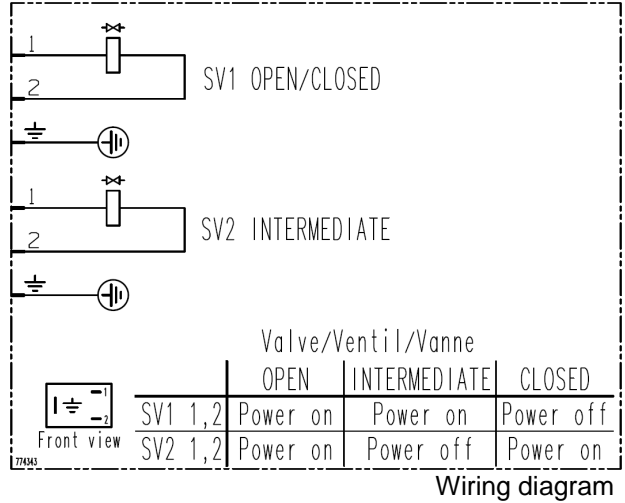 1
2
SV1 OPEN/CLOSED
1
2
SV2 INTERMEDIATE
Valve/Ventil/Vanne
OPEN INTERMEDIATE CLOSED
SV1 1,2 Power on Power on Power off
SV2 1,2 Power on Power off Power on
1
2
Front view
774343
Wiring diagram